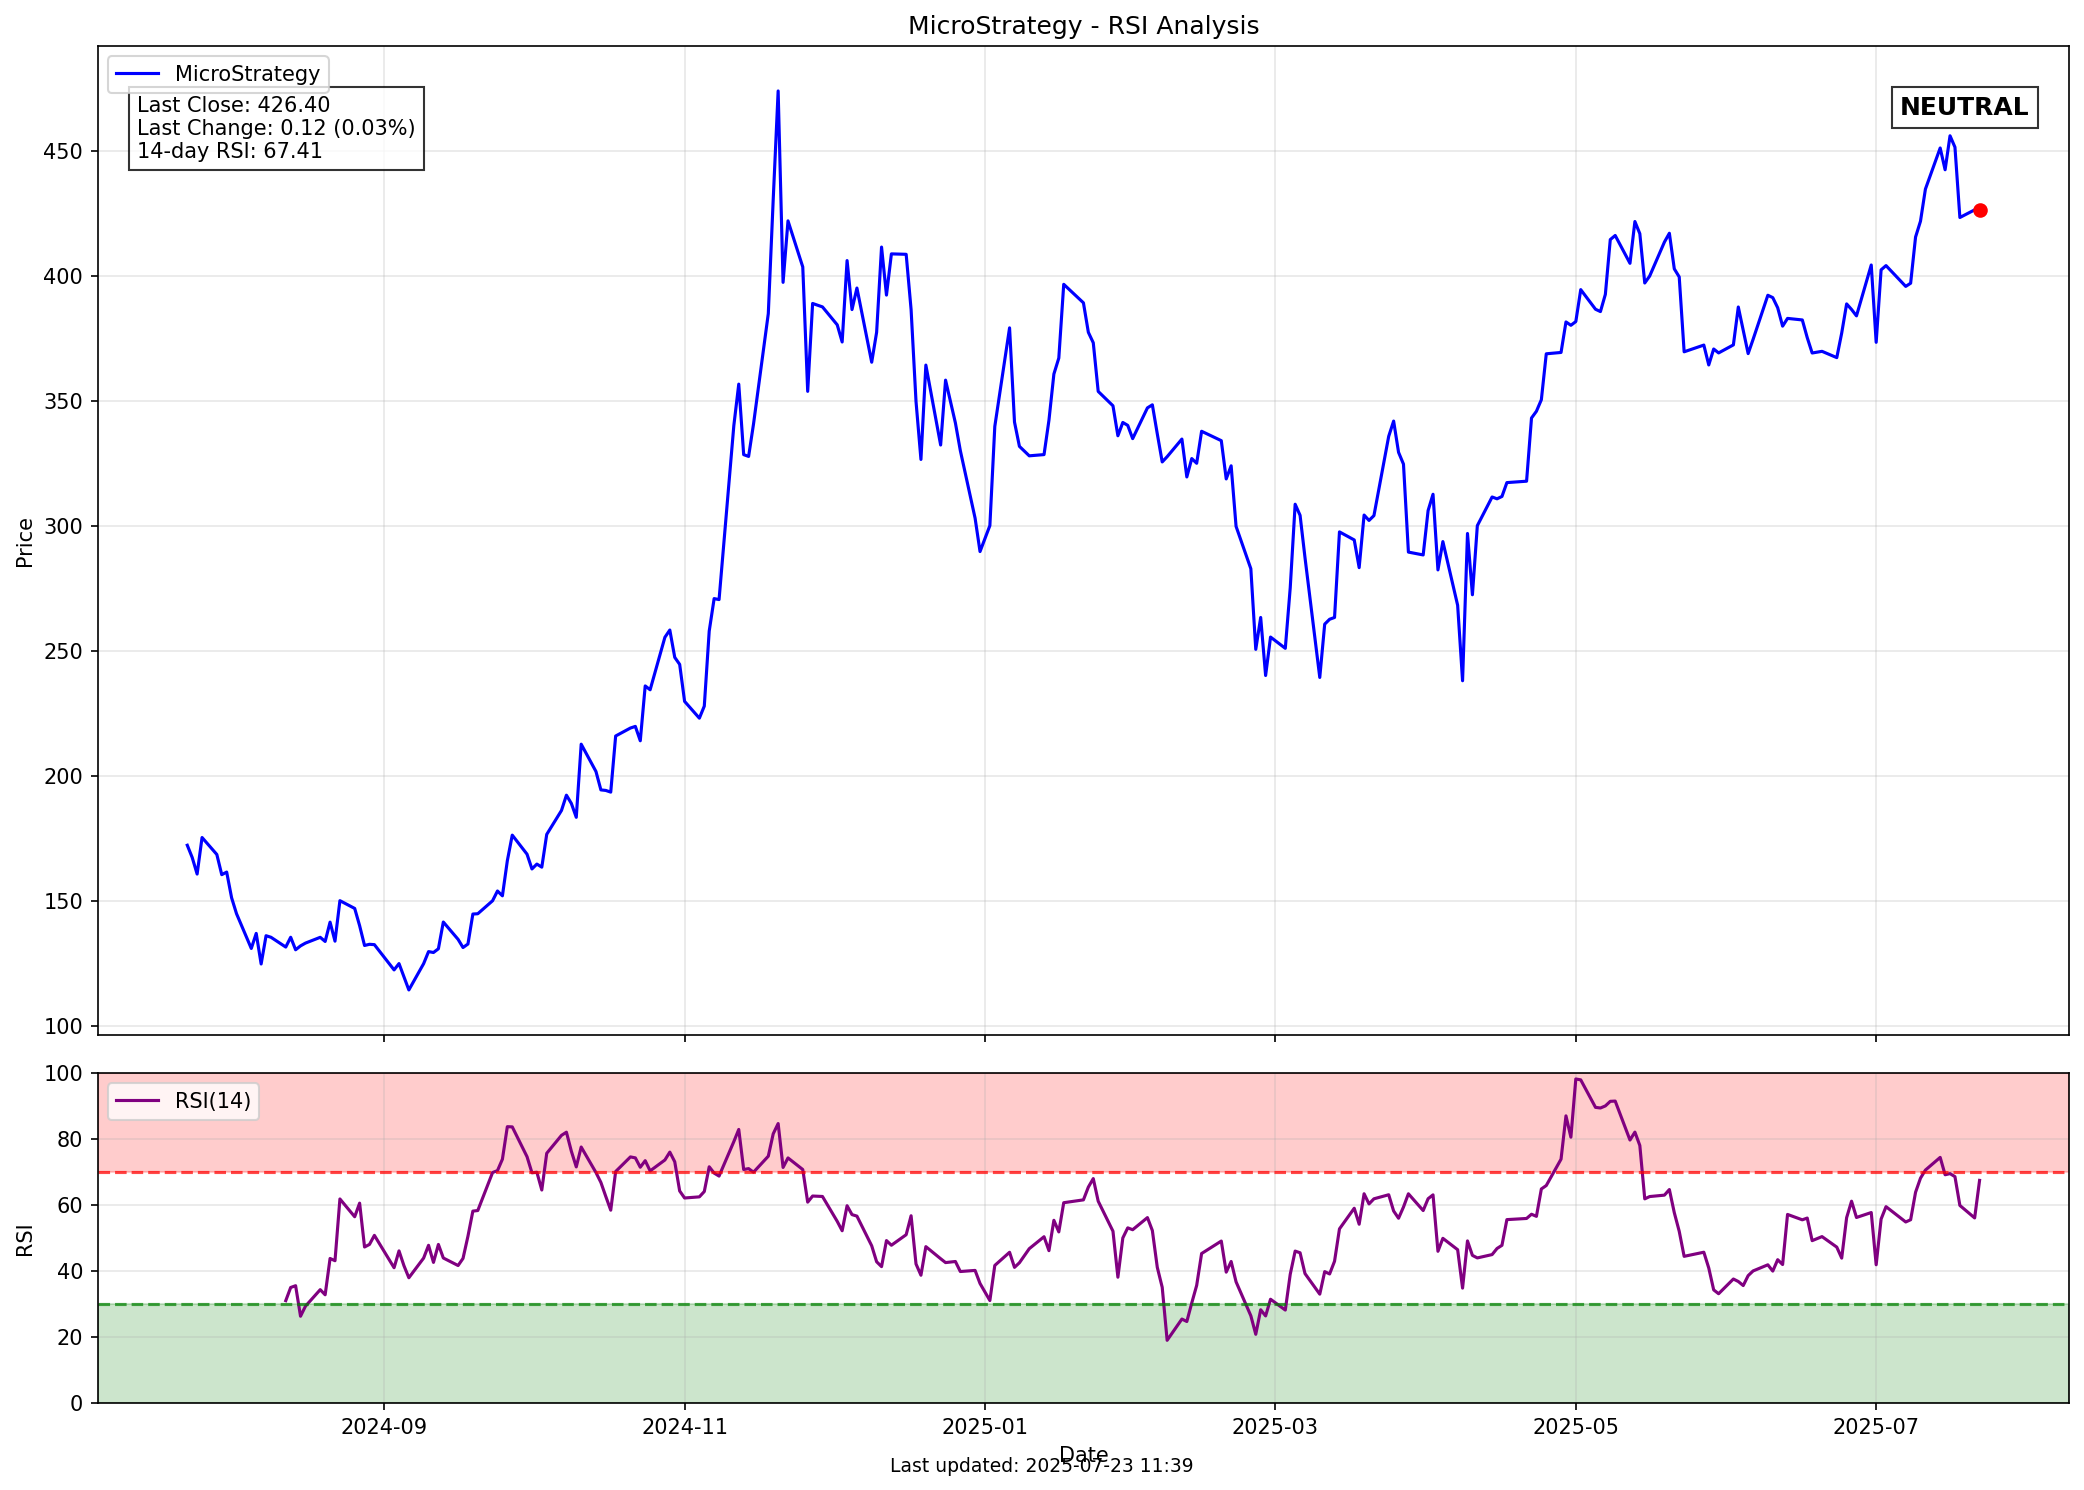 MicroStrategy - RSI Analysis
MicroStrategy
Last Close: 426.40
Last Change: 0.12 (0.03%)
14-day RSI: 67.41
NEUTRAL
Price
450
400
350
300
250
200
150
100
RSI(14)
RSI
100
80
60
40
20
0
2024-09
2024-11
2025-01
2025-03
2025-05
2025-07
Date
Last updated: 2025-07-23 11:39